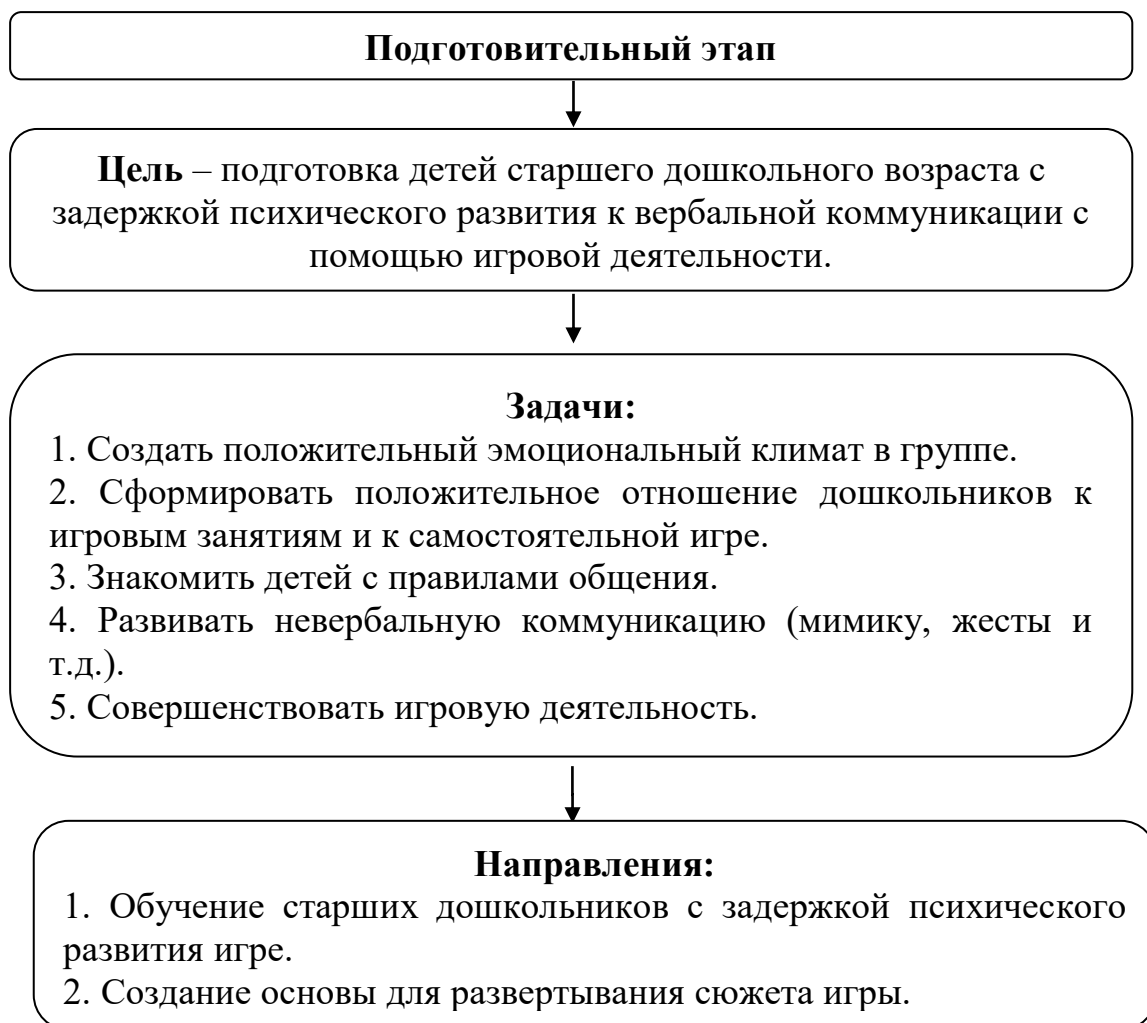 Подготовительный этап
Цель – подготовка детей старшего дошкольного возраста с
задержкой психического развития к вербальной коммуникации с
помощью игровой деятельности.
Задачи:
1. Создать положительный эмоциональный климат в группе.
2. Сформировать положительное отношение дошкольников к
игровым занятиям и к самостоятельной игре.
3. Знакомить детей с правилами общения.
4. Развивать невербальную коммуникацию (мимику, жесты и
т.д.).
5. Совершенствовать игровую деятельность.
Направления:
1. Обучение старших дошкольников с задержкой психического
развития игре.
2. Создание основы для развертывания сюжета игры.